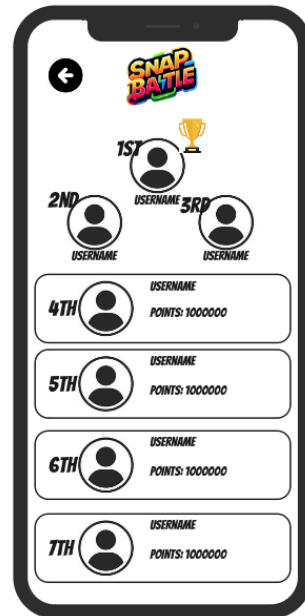 SNAP
BATTLE
1ST
USERNAME
2ND
USERNAME
3RD
USERNAME
4TH
USERNAME
POINTS: 1000000
5TH
USERNAME
POINTS: 1000000
6TH
USERNAME
POINTS: 1000000
7TH
USERNAME
POINTS: 1000000